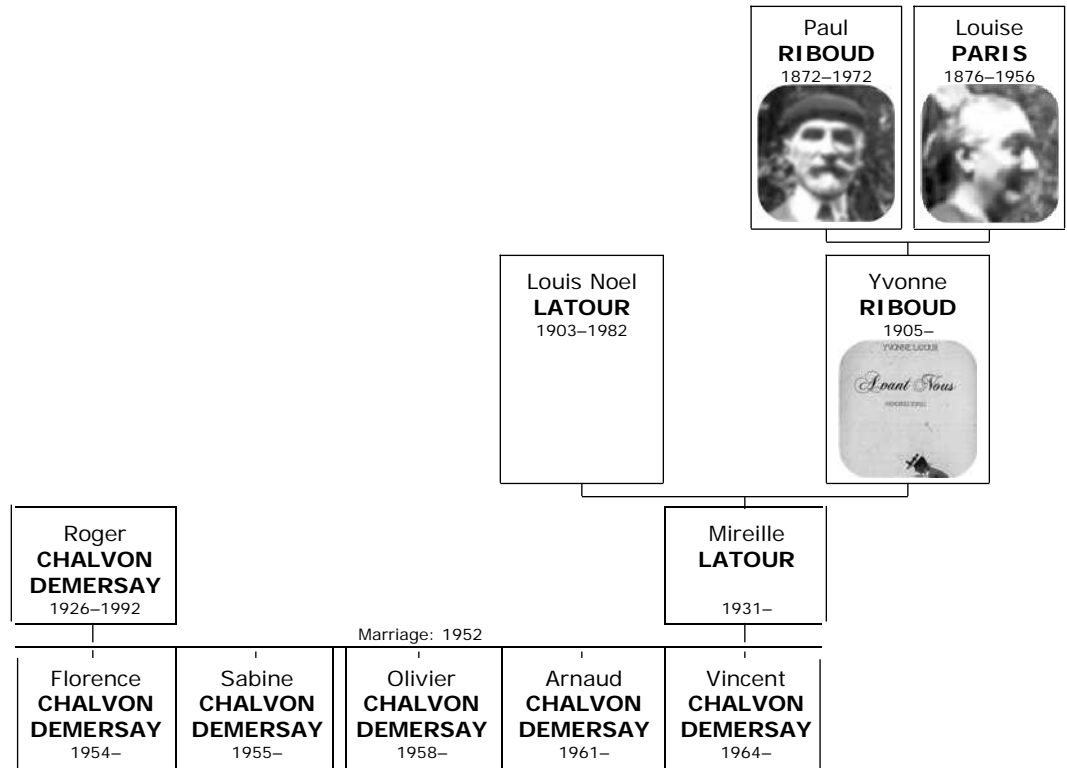 Paul
RIBOUD
1872–1972
Louise
PARIS
1876–1956
Louis Noel
LATOUR
1903–1982
Yvonne
RIBOUD
1905–
YVONNE LATOUR
Avant Nous
Roger
CHALVON
DEMERSAY
1926–1992
Mireille
LATOUR
1931–
Marriage: 1952
Florence
CHALVON
DEMERSAY
1954–
Sabine
CHALVON
DEMERSAY
1955–
Olivier
CHALVON
DEMERSAY
1958–
Arnaud
CHALVON
DEMERSAY
1961–
Vincent
CHALVON
DEMERSAY
1964–